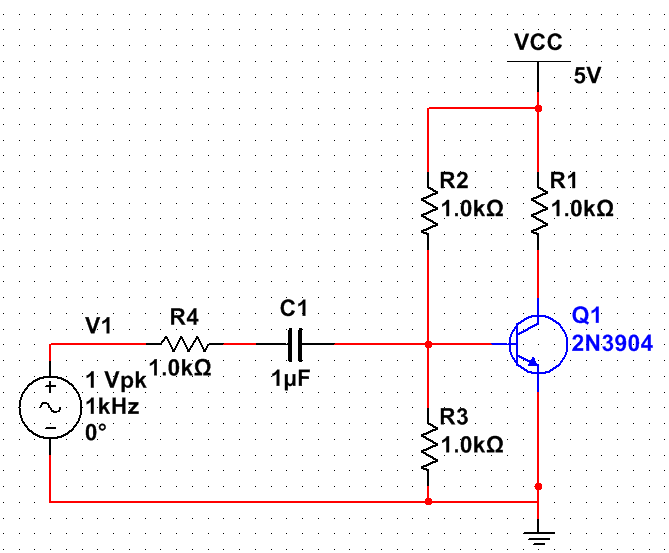 VCC
5V
R2
1.0kΩ
R1
1.0kΩ
C1
1µF
V1
R4
1.0kΩ
Q1
2N3904
1 Vpk
1kHz
0°
R3
1.0kΩ